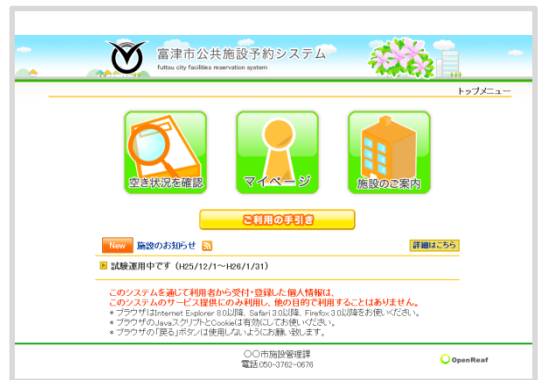 富津市公共施設予約システム
futtsu city facilities reservation system
トップメニュー
空き状況を確認
マイページ
施設のご案内
ご利用の手引き
New 施設のお知らせ 詳細はこちら
試験運用中です (H25/12/1～H26/1/31)
このシステムを通じて利用者から受付・登録した個人情報は、
このシステムのサービス提供にのみ利用し、他の目的で利用することはありません。
* ブラウザはInternet Explorer 8.0以降、Safari 3.0以降、Firefox 3.0以降をお使いください。
* ブラウザのJavaスクリプトとCookieは有効にしてお使いください。
* ブラウザの「戻る」ボタンは使用しないようにお願い致します。
〇〇市施設管理課
電話:050-3762-0676
OpenReaf